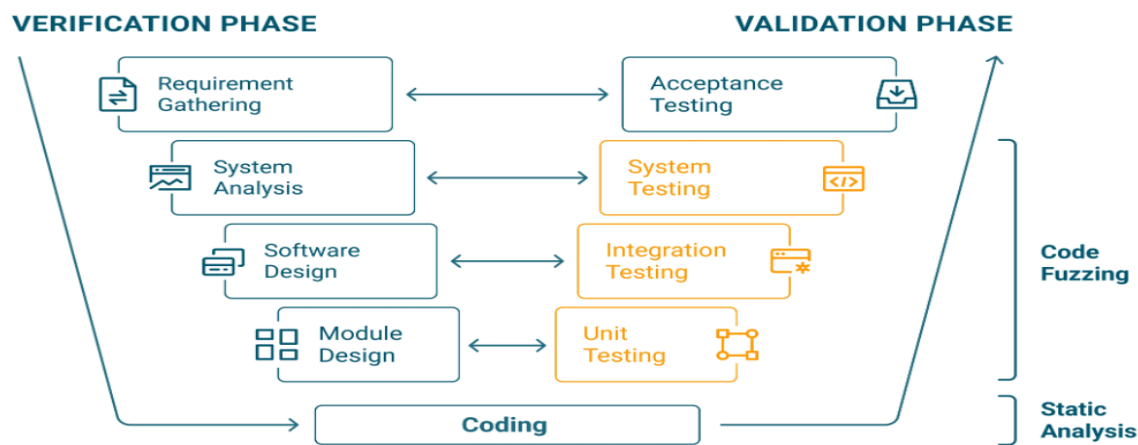 VERIFICATION PHASE
VALIDATION PHASE
Requirement
Gathering
Acceptance
Testing
System
Analysis
System
Testing
Software
Design
Integration
Testing
Code
Fuzzing
Module
Design
Unit
Testing
Coding
Static
Analysis